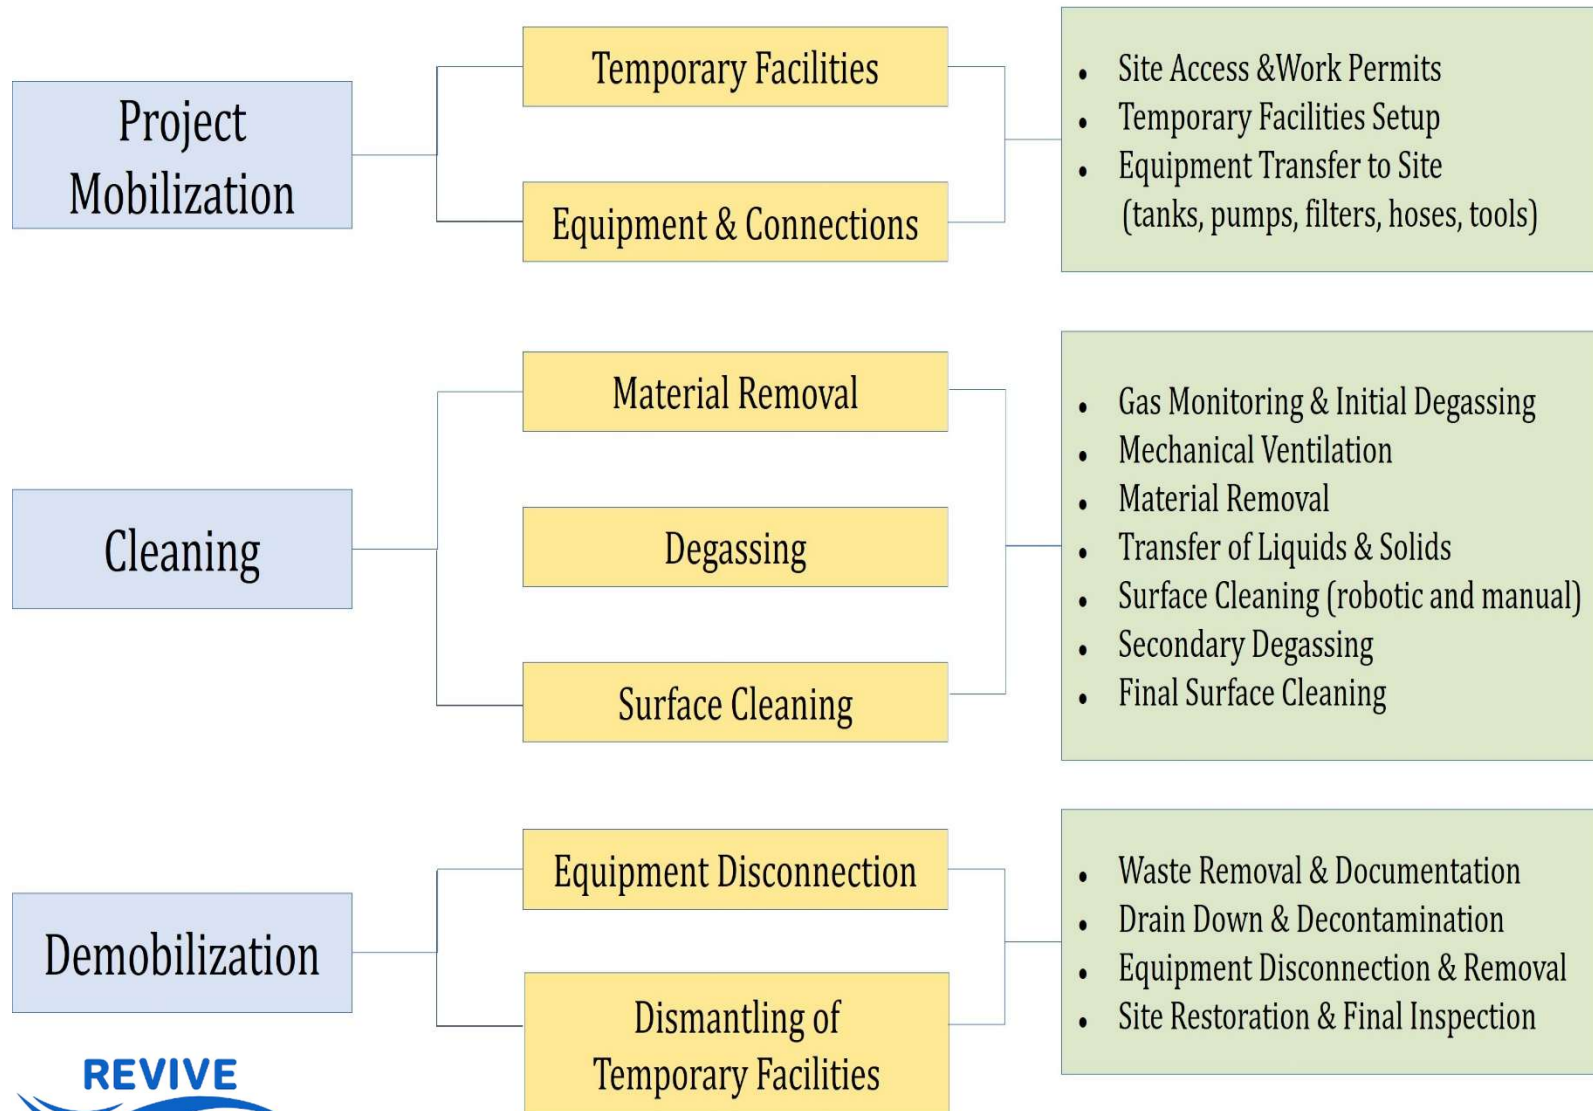 Project
Mobilization
Temporary Facilities
Equipment & Connections
• Site Access &Work Permits
• Temporary Facilities Setup
• Equipment Transfer to Site
(tanks, pumps, filters, hoses, tools)
Cleaning
Material Removal
Degassing
Surface Cleaning
• Gas Monitoring & Initial Degassing
• Mechanical Ventilation
• Material Removal
• Transfer of Liquids & Solids
• Surface Cleaning (robotic and manual)
• Secondary Degassing
• Final Surface Cleaning
Demobilization
Equipment Disconnection
Dismantling of
Temporary Facilities
• Waste Removal & Documentation
• Drain Down & Decontamination
• Equipment Disconnection & Removal
• Site Restoration & Final Inspection
REVIVE